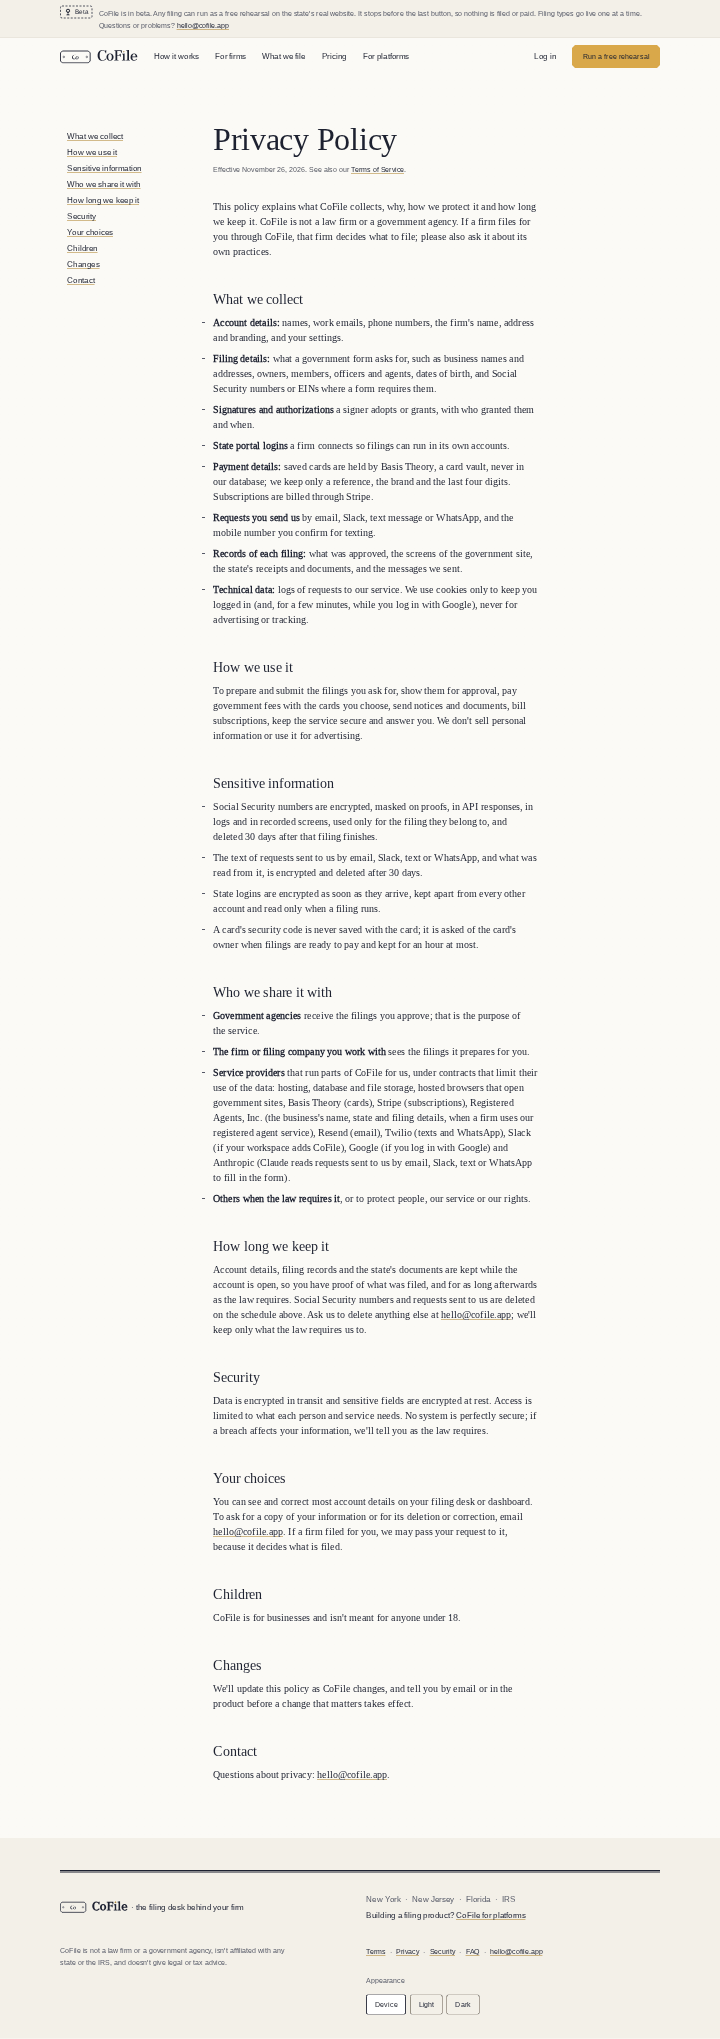 Beta
CoFile is in beta. Any filing can run as a free rehearsal on the state's real website. It stops before the last button, so nothing is filed or paid. Filing types go live one at a time.
Questions or problems? hello@cofile.app
Co CoFile How it works For firms What we file Pricing For platforms Log in Run a free rehearsal
What we collect
How we use it
Sensitive information
Who we share it with
How long we keep it
Security
Your choices
Children
Changes
Contact
Privacy Policy
Effective November 26, 2026. See also our Terms of Service.
This policy explains what CoFile collects, why, how we protect it and how long
we keep it. CoFile is not a law firm or a government agency. If a firm files for
you through CoFile, that firm decides what to file; please also ask it about its
own practices.
What we collect
- Account details: names, work emails, phone numbers, the firm's name, address
and branding, and your settings.
- Filing details: what a government form asks for, such as business names and
addresses, owners, members, officers and agents, dates of birth, and Social
Security numbers or EINs where a form requires them.
- Signatures and authorizations a signer adopts or grants, with who granted them
and when.
- State portal logins a firm connects so filings can run in its own accounts.
- Payment details: saved cards are held by Basis Theory, a card vault, never in
our database; we keep only a reference, the brand and the last four digits.
Subscriptions are billed through Stripe.
- Requests you send us by email, Slack, text message or WhatsApp, and the
mobile number you confirm for texting.
- Records of each filing: what was approved, the screens of the government site,
the state's receipts and documents, and the messages we sent.
- Technical data: logs of requests to our service. We use cookies only to keep you
logged in (and, for a few minutes, while you log in with Google), never for
advertising or tracking.
How we use it
To prepare and submit the filings you ask for, show them for approval, pay
government fees with the cards you choose, send notices and documents, bill
subscriptions, keep the service secure and answer you. We don't sell personal
information or use it for advertising.
Sensitive information
- Social Security numbers are encrypted, masked on proofs, in API responses, in
logs and in recorded screens, used only for the filing they belong to, and
deleted 30 days after that filing finishes.
- The text of requests sent to us by email, Slack, text or WhatsApp, and what was
read from it, is encrypted and deleted after 30 days.
- State logins are encrypted as soon as they arrive, kept apart from every other
account and read only when a filing runs.
- A card's security code is never saved with the card; it is asked of the card's
owner when filings are ready to pay and kept for an hour at most.
Who we share it with
- Government agencies receive the filings you approve; that is the purpose of
the service.
- The firm or filing company you work with sees the filings it prepares for you.
- Service providers that run parts of CoFile for us, under contracts that limit their
use of the data: hosting, database and file storage, hosted browsers that open
government sites, Basis Theory (cards), Stripe (subscriptions), Registered
Agents, Inc. (the business's name, state and filing details, when a firm uses our
registered agent service), Resend (email), Twilio (texts and WhatsApp), Slack
(if your workspace adds CoFile), Google (if you log in with Google) and
Anthropic (Claude reads requests sent to us by email, Slack, text or WhatsApp
to fill in the form).
- Others when the law requires it, or to protect people, our service or our rights.
How long we keep it
Account details, filing records and the state's documents are kept while the
account is open, so you have proof of what was filed, and for as long afterwards
as the law requires. Social Security numbers and requests sent to us are deleted
on the schedule above. Ask us to delete anything else at hello@cofile.app; we'll
keep only what the law requires us to.
Security
Data is encrypted in transit and sensitive fields are encrypted at rest. Access is
limited to what each person and service needs. No system is perfectly secure; if
a breach affects your information, we'll tell you as the law requires.
Your choices
You can see and correct most account details on your filing desk or dashboard.
To ask for a copy of your information or for its deletion or correction, email
hello@cofile.app. If a firm filed for you, we may pass your request to it,
because it decides what is filed.
Children
CoFile is for businesses and isn't meant for anyone under 18.
Changes
We'll update this policy as CoFile changes, and tell you by email or in the
product before a change that matters takes effect.
Contact
Questions about privacy: hello@cofile.app.
Co CoFile · the filing desk behind your firm
CoFile is not a law firm or a government agency, isn't affiliated with any
state or the IRS, and doesn't give legal or tax advice.
New York · New Jersey · Florida · IRS
Building a filing product? CoFile for platforms
Terms · Privacy · Security · FAQ · hello@cofile.app
Appearance
Device Light Dark